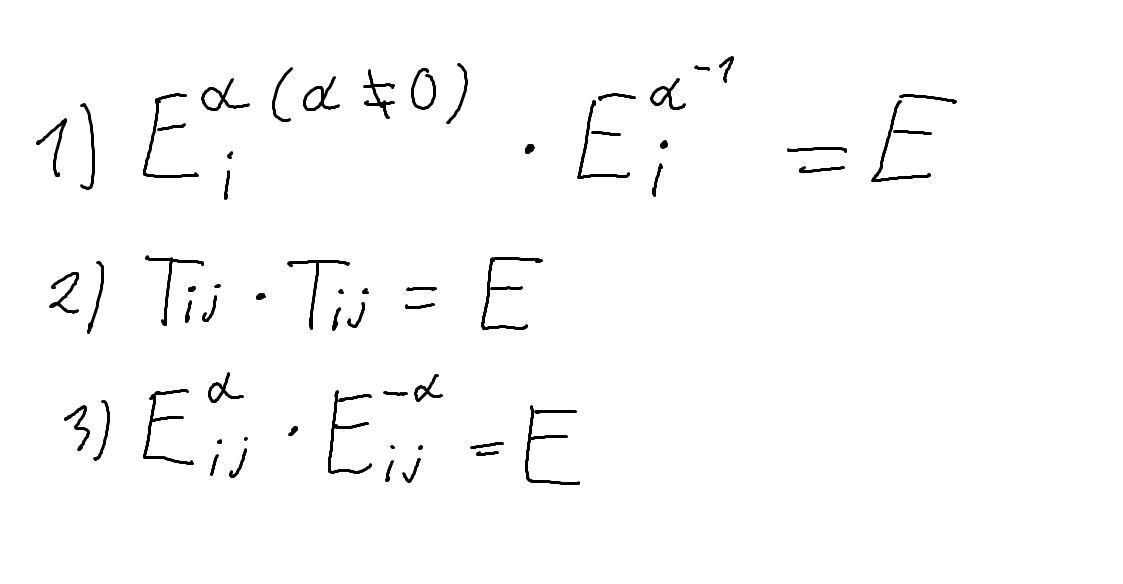 1) E_i^{α (α ≠ 0)} · E_i^{α^{-1}} = E
2) T_{ij} · T_{ij} = E
3) E_{ij}^{α} · E_{ij}^{-α} = E